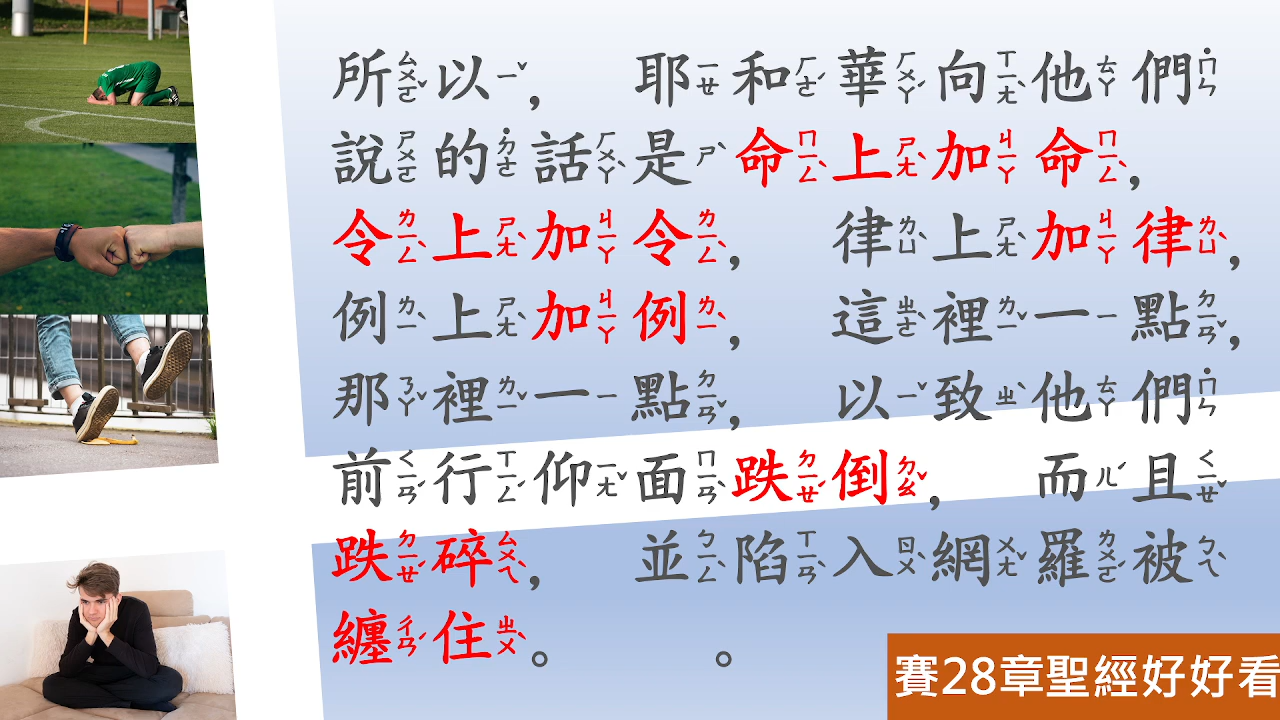 所以，耶和華向他們
說的話是命上加命，
令上加令，律上加律，
例上加例，這裡一點，
那裡一點，以致他們
前行仰面跌倒，而且
跌碎，並陷入網羅被
纏住。。
賽28章聖經好好看